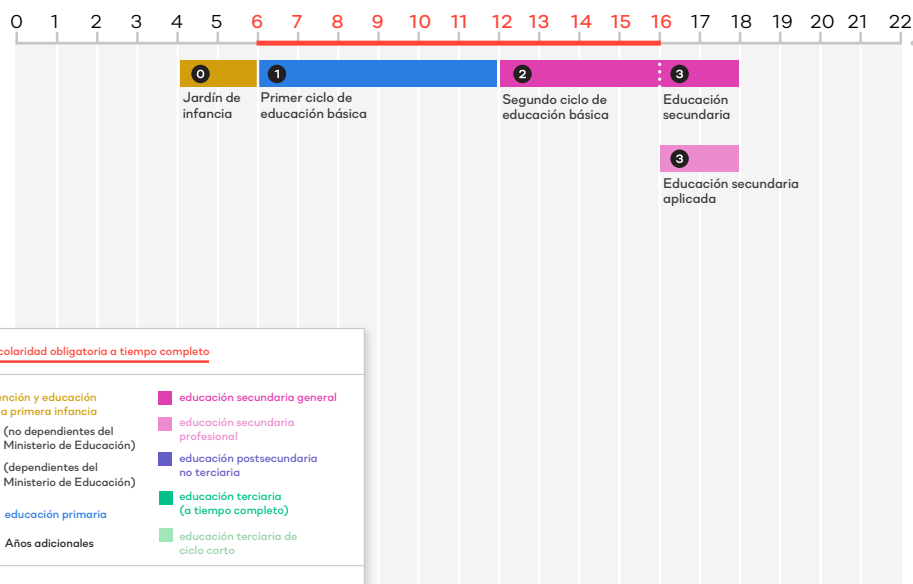 0 1 2 3 4 5 6 7 8 9 10 11 12 13 14 15 16 17 18 19 20 21 22
0 1 2 3
Jardín de
infancia
Primer ciclo de
educación básica
Segundo ciclo de
educación básica
Educación
secundaria
3
Educación secundaria
aplicada
colaridad obligatoria a tiempo completo
ención y educación
a primera infancia
(no dependientes del
Ministerio de Educación)
(dependientes del
Ministerio de Educación)
educación primaria
Años adicionales
educación secundaria general
educación secundaria
profesional
educación postsecundaria
no terciaria
educación terciaria
(a tiempo completo)
educación terciaria de
ciclo corto